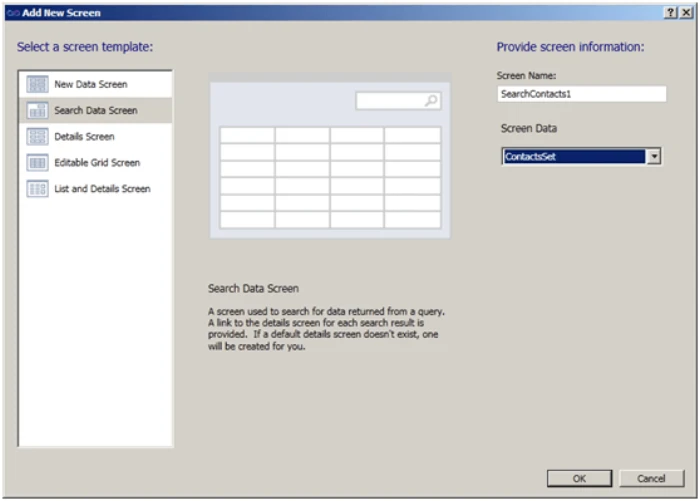 Add New Screen
Select a screen template:
New Data Screen
Search Data Screen
Details Screen
Editable Grid Screen
List and Details Screen
Search Data Screen
A screen used to search for data returned from a query.
A link to the details screen for each search result is
provided. If a default details screen doesn't exist, one
will be created for you.
Provide screen information:
Screen Name:
SearchContacts1
Screen Data
ContactsSet
OK
Cancel